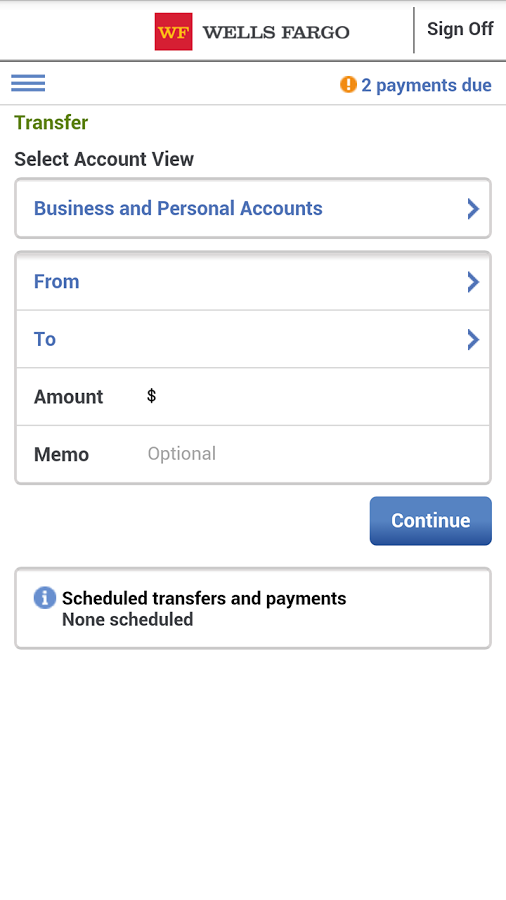 WF WELLS FARGO
Sign Off
2 payments due
Transfer
Select Account View
Business and Personal Accounts
From
To
Amount $
Memo Optional
Continue
Scheduled transfers and payments
None scheduled